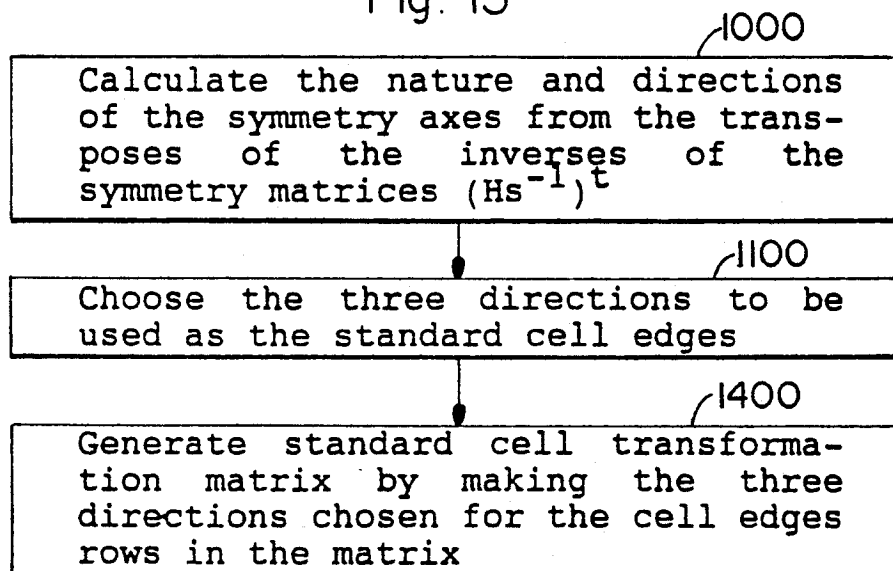 Fig. 15
1000
Calculate the nature and directions
of the symmetry axes from the trans-
poses of the inverses of the
symmetry matrices (Hs⁻¹)ᵗ
1100
Choose the three directions to be
used as the standard cell edges
1400
Generate standard cell transforma-
tion matrix by making the three
directions chosen for the cell edges
rows in the matrix